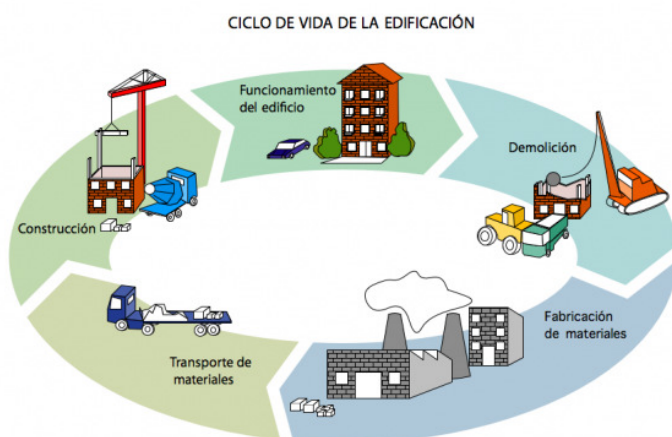 CICLO DE VIDA DE LA EDIFICACIÓN
Funcionamiento
del edificio
Demolición
Construcción
Fabricación
de materiales
Transporte de
materiales